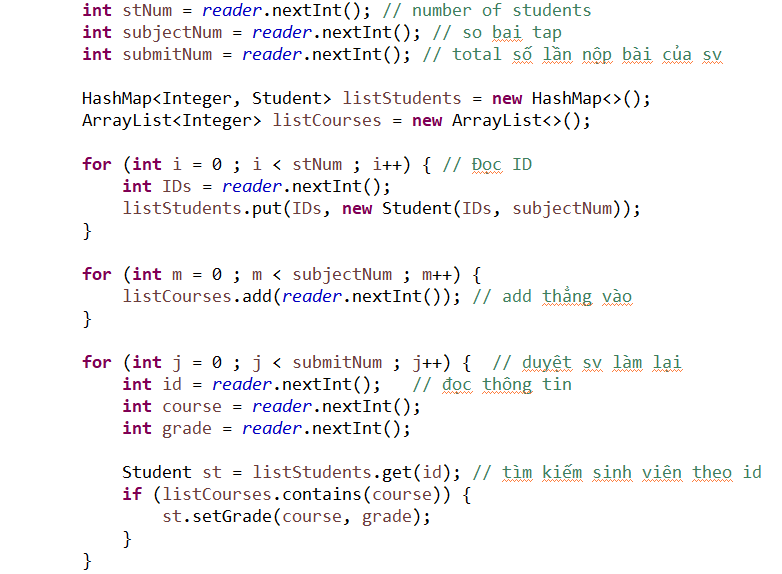 int stNum = reader.nextInt(); // number of students
int subjectNum = reader.nextInt(); // so bai tap
int submitNum = reader.nextInt(); // total số lần nộp bài của sv
HashMap<Integer, Student> listStudents = new HashMap<>();
ArrayList<Integer> listCourses = new ArrayList<>();
for (int i = 0 ; i < stNum ; i++) { // Đọc ID
int IDs = reader.nextInt();
listStudents.put(IDs, new Student(IDs, subjectNum));
}
for (int m = 0 ; m < subjectNum ; m++) {
listCourses.add(reader.nextInt()); // add thẳng vào
}
for (int j = 0 ; j < submitNum ; j++) {  // duyệt sv làm lại
int id = reader.nextInt();   // đọc thông tin
int course = reader.nextInt();
int grade = reader.nextInt();
Student st = listStudents.get(id); // tìm kiếm sinh viên theo id
if (listCourses.contains(course)) {
st.setGrade(course, grade);
}
}